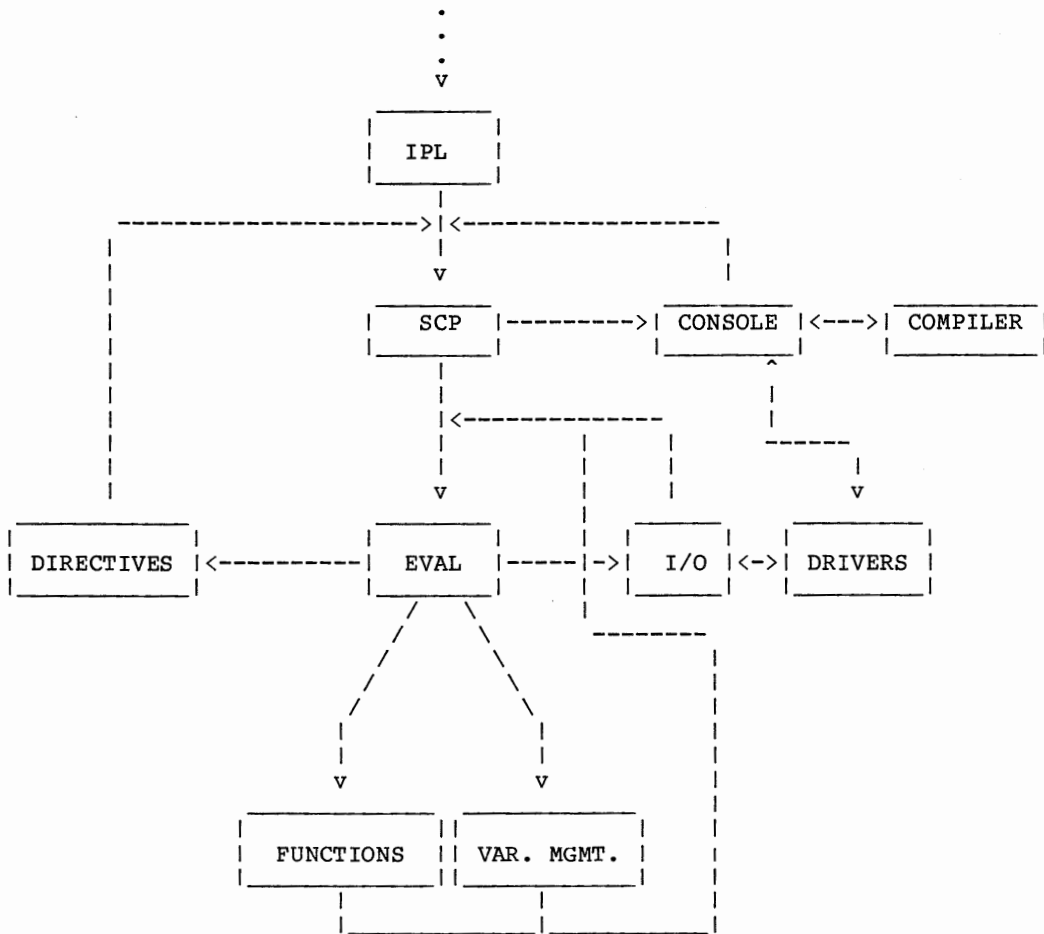 IPL
SCP CONSOLE COMPILER
DIRECTIVES EVAL I/O DRIVERS
FUNCTIONS VAR. MGMT.